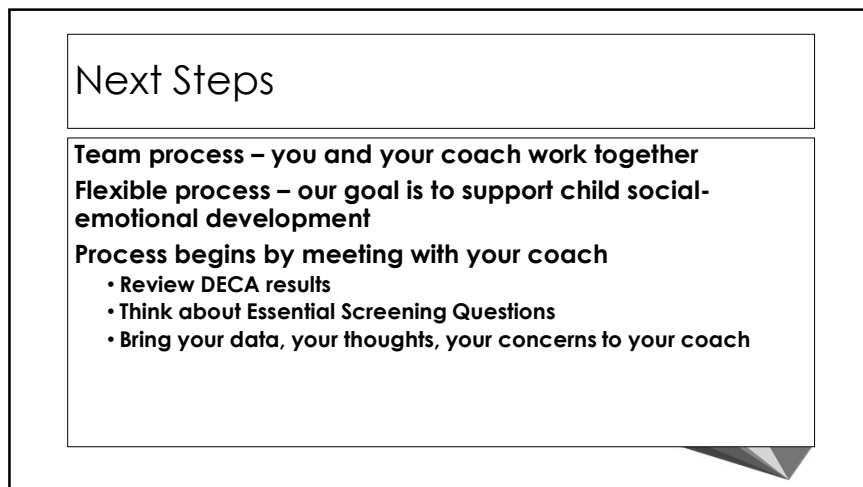 Next Steps
Team process – you and your coach work together
Flexible process – our goal is to support child social-
emotional development
Process begins by meeting with your coach
• Review DECA results
• Think about Essential Screening Questions
• Bring your data, your thoughts, your concerns to your coach